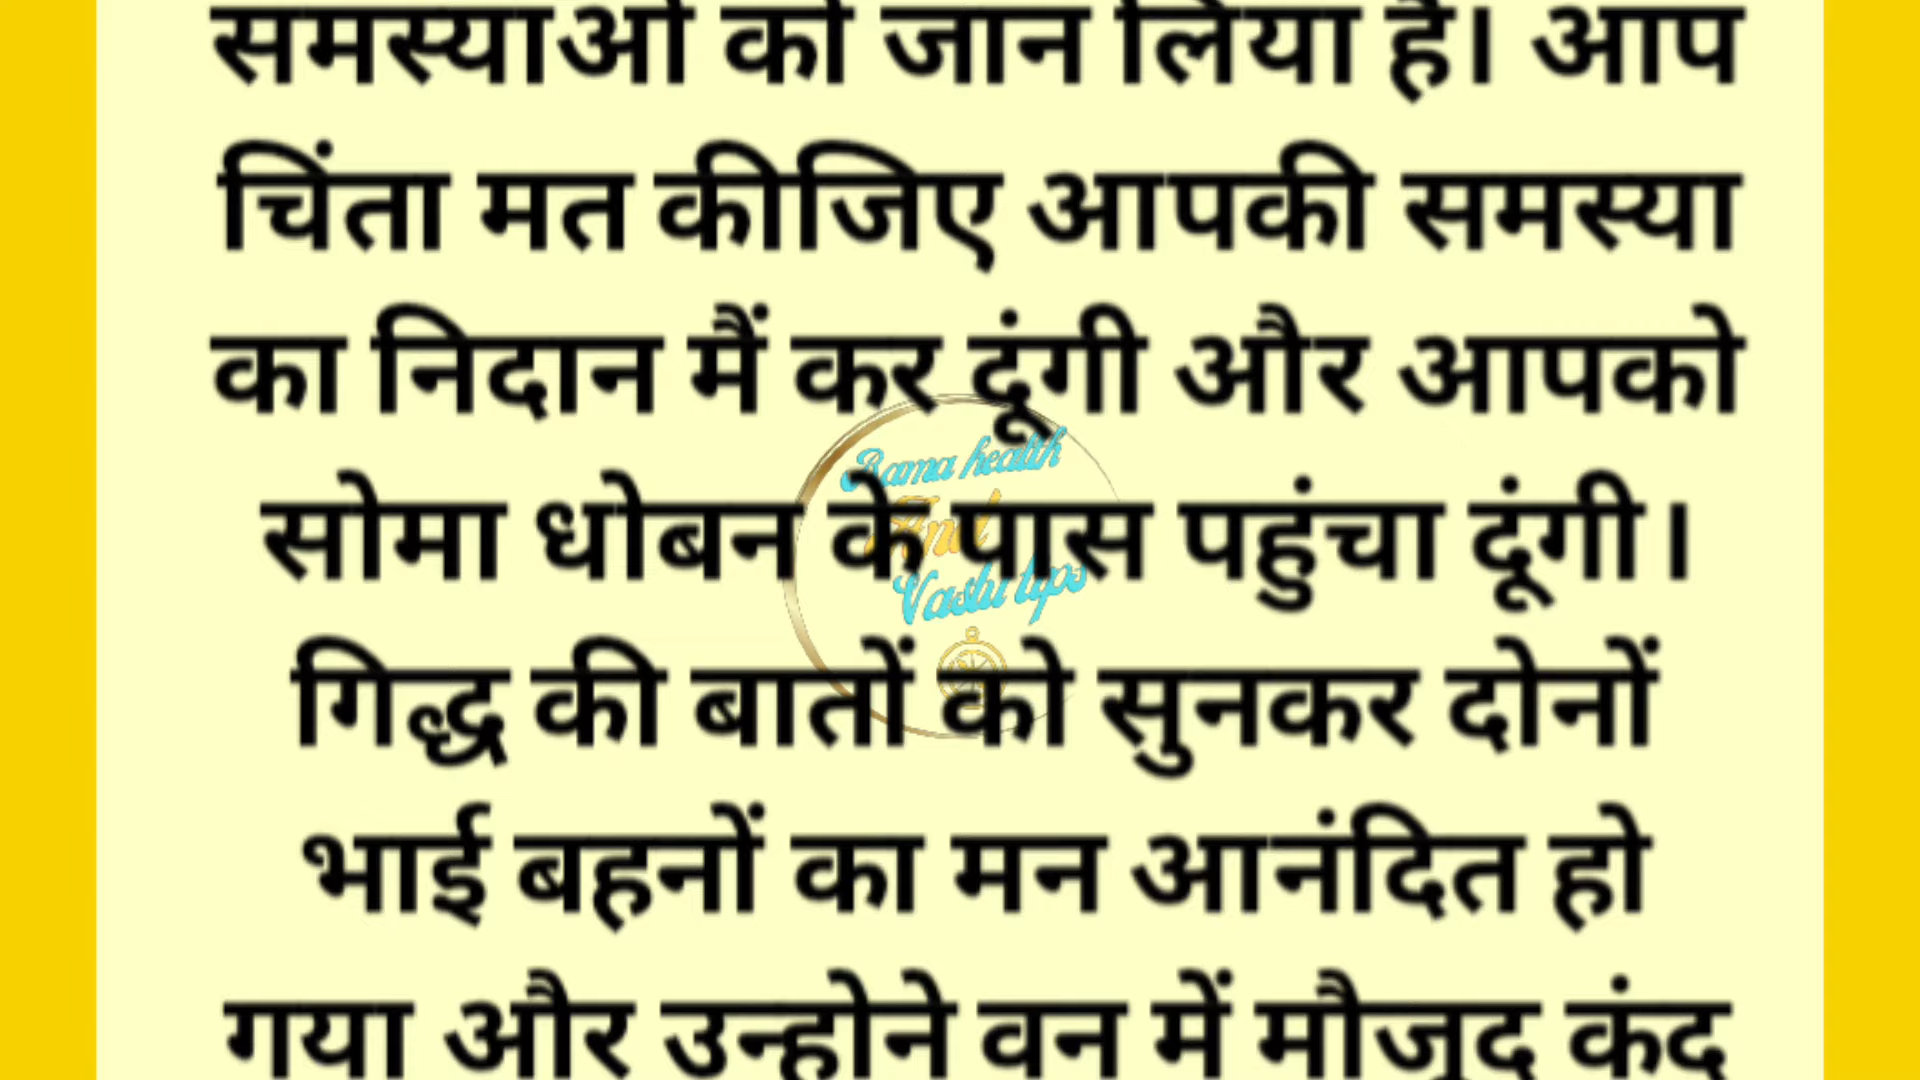 समस्याओं को जान लिया है। आप
चिंता मत कीजिए आपकी समस्या
का निदान मैं कर दूंगी और आपको
सोमा धोबन के पास पहुंचा दूंगी।
गिद्ध की बातों को सुनकर दोनों
भाई बहनों का मन आनंदित हो
गया और उन्होने वन में मौजूद कंद
Rama health
And
Vastu tips